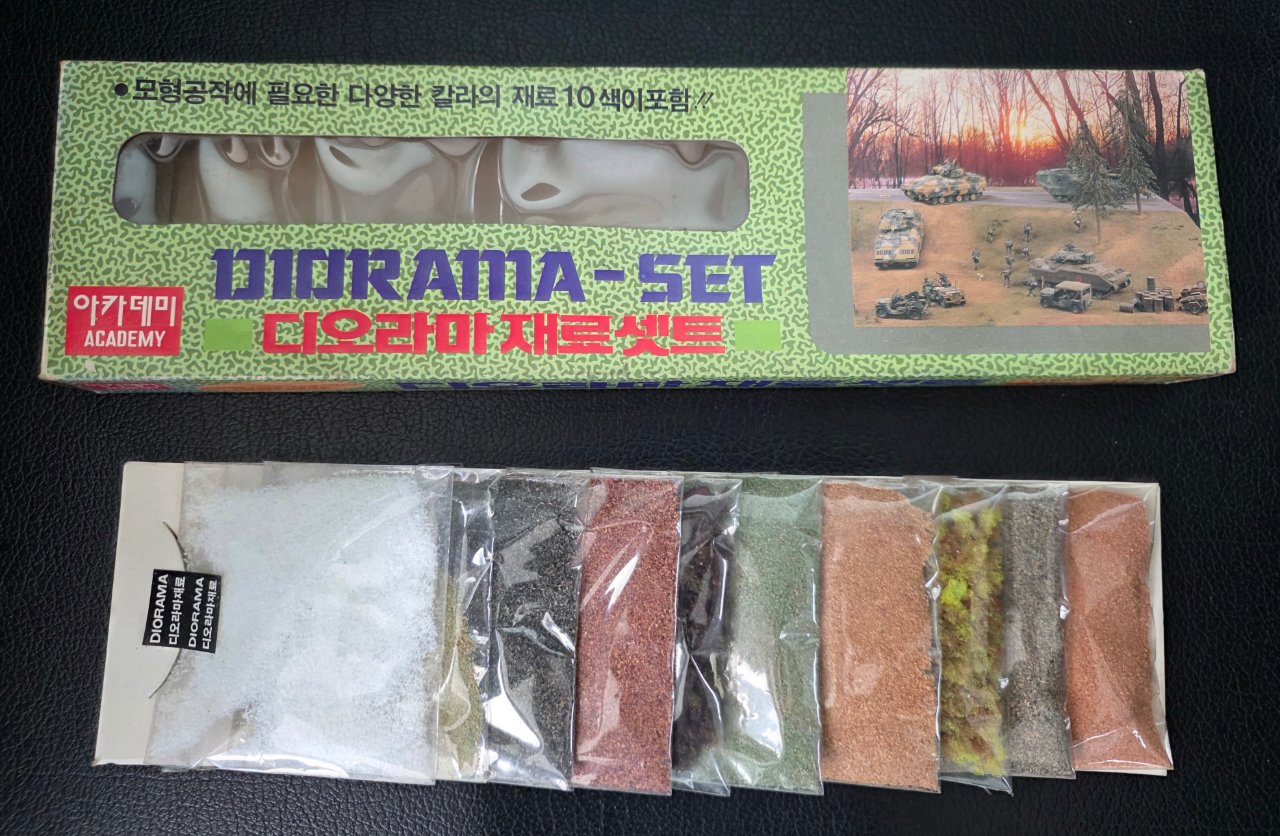 •모형공작에 필요한 다양한 칼라의 재료 10색이포함!!
DIORAMA-SET
아카데미
ACADEMY
디오라마 재료셋트
DIORAMA
디오라마재료
DIORAMA
디오라마재료